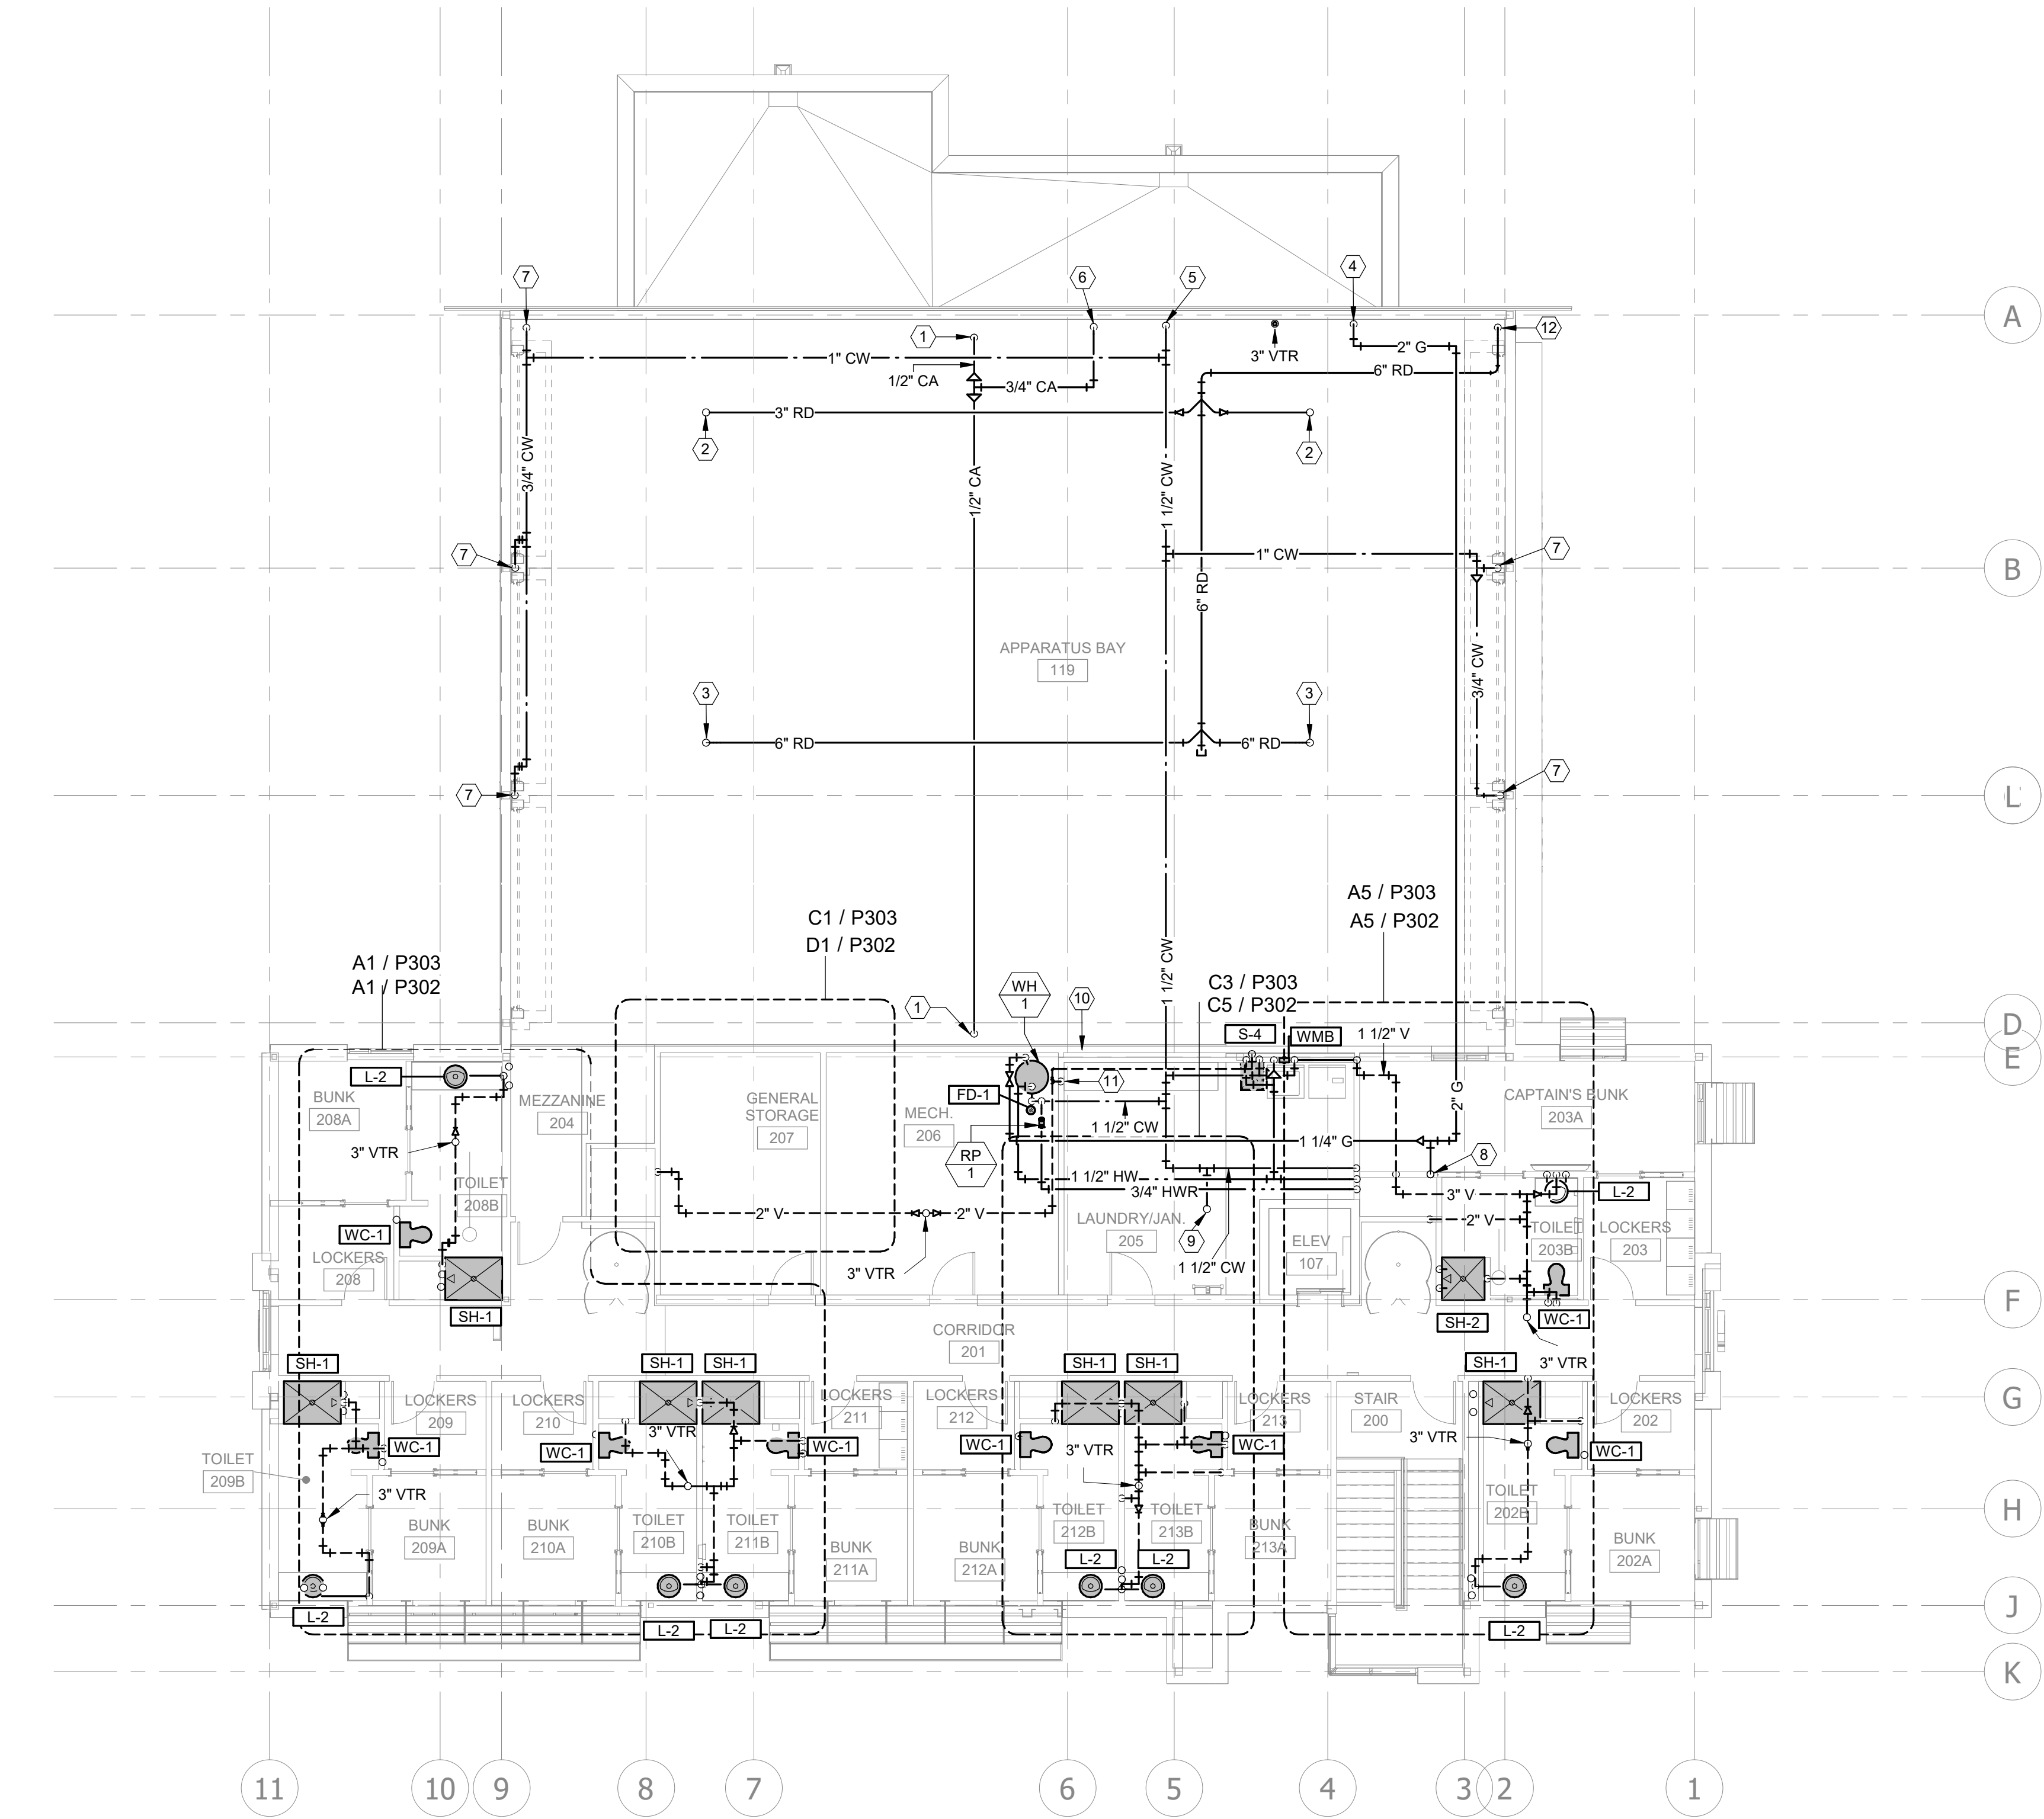 7
6
5
4
A
1
1" CW
3" VTR
2" G
12
1/2" CA
3/4" CA
6" RD
3" RD
2
2
3/4" CW
1/2" CA
1 1/2" CW
7
1" CW
7
B
6" RD
APPARATUS BAY
119
3/4" CW
3
3
6" RD
6" RD
7
7
L
A5 / P303
A5 / P302
C1 / P303
D1 / P302
1 1/2" CW
A1 / P303
A1 / P302
C3 / P303
C5 / P302
WH
1
10
1
S-4
WMB
1 1/2" V
D
E
L-2
BUNK
208A
MEZZANINE
204
GENERAL
STORAGE
207
MECH.
206
FD-1
11
2" G
CAPTAIN'S BUNK
203A
1 1/2" CW
1 1/4" G
3" VTR
RP
1
8
TOILET
208B
1 1/2" HW
3/4" HWR
3" V
L-2
WC-1
2" V
2" V
LAUNDRY/JAN.
205
9
2" V
TOILET
203B
LOCKERS
203
LOCKERS
208
3" VTR
1 1/2" CW
ELEV
107
SH-1
SH-2
WC-1
F
CORRIDOR
201
3" VTR
SH-1
SH-1
SH-1
SH-1
SH-1
SH-1
LOCKERS
209
LOCKERS
210
LOCKERS
211
LOCKERS
212
LOCKERS
213
STAIR
200
LOCKERS
202
G
3" VTR
3" VTR
3" VTR
WC-1
WC-1
WC-1
WC-1
WC-1
WC-1
TOILET
209B
3" VTR
BUNK
209A
BUNK
210A
TOILET
210B
TOILET
211B
BUNK
211A
BUNK
212A
TOILET
212B
TOILET
213B
BUNK
213A
TOILET
202B
BUNK
202A
H
L-2
L-2
L-2
L-2
L-2
L-2
J
K
11
10
9
8
7
6
5
4
3
2
1